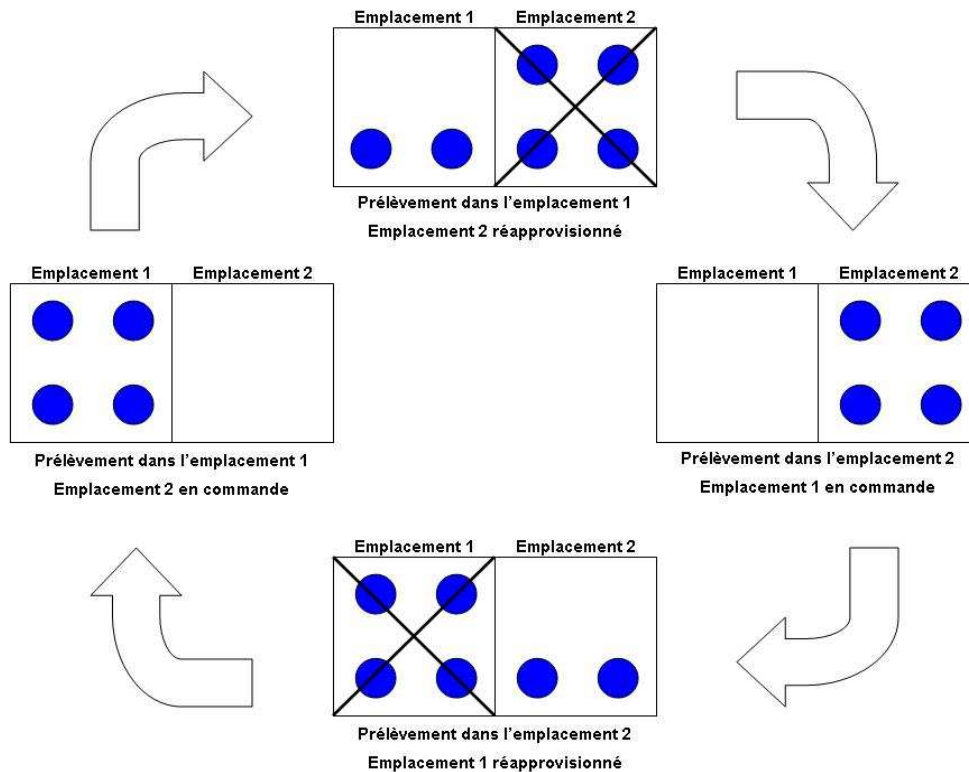 Emplacement 1 Emplacement 2
Prélèvement dans l'emplacement 1
Emplacement 2 réapprovisionné
Emplacement 1 Emplacement 2
Prélèvement dans l'emplacement 1
Emplacement 2 en commande
Emplacement 1 Emplacement 2
Prélèvement dans l'emplacement 2
Emplacement 1 en commande
Emplacement 1 Emplacement 2
Prélèvement dans l'emplacement 2
Emplacement 1 réapprovisionné